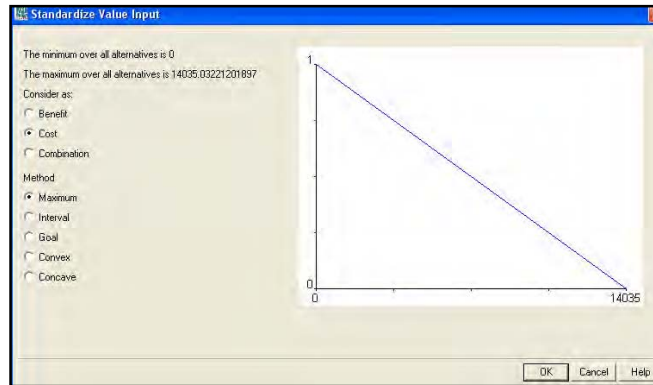 Standardize Value Input
The minimum over all alternatives is 0
The maximum over all alternatives is 14035.03221201897
Consider as:
Benefit
Cost
Combination
Method
Maximum
Interval
Goal
Convex
Concave
1
0
0
14035
OK
Cancel
Help